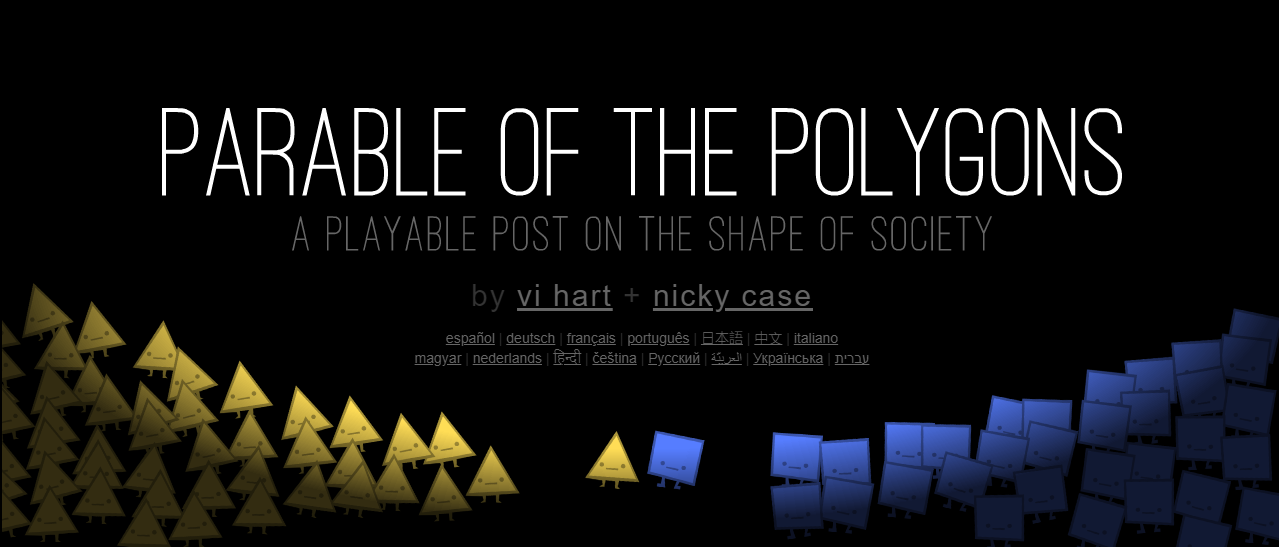 PARABLE OF THE POLYGONS
A PLAYABLE POST ON THE SHAPE OF SOCIETY
by vi hart + nicky case
español | deutsch | français | português | 日本語 | 中文 | italiano
magyar | nederlands | हिन्दी | čeština | Русский | العربيّة | Українська | עברית